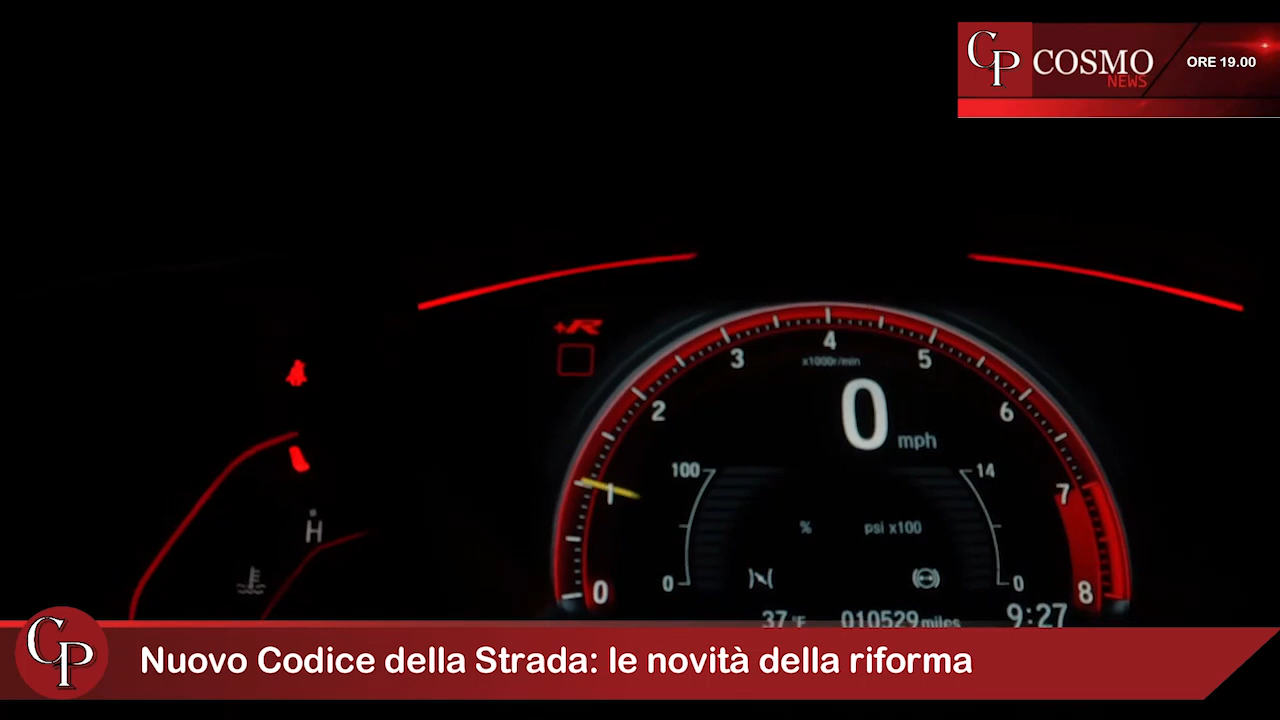 CP COSMO
NEWS
ORE 19.00
+R
4
3
5
x1000r/min
2
0
6
mph
100
14
1
7
H
%
psi x100
0
0
0
8
37°F
010529 miles
9:27
CP
Nuovo Codice della Strada: le novità della riforma